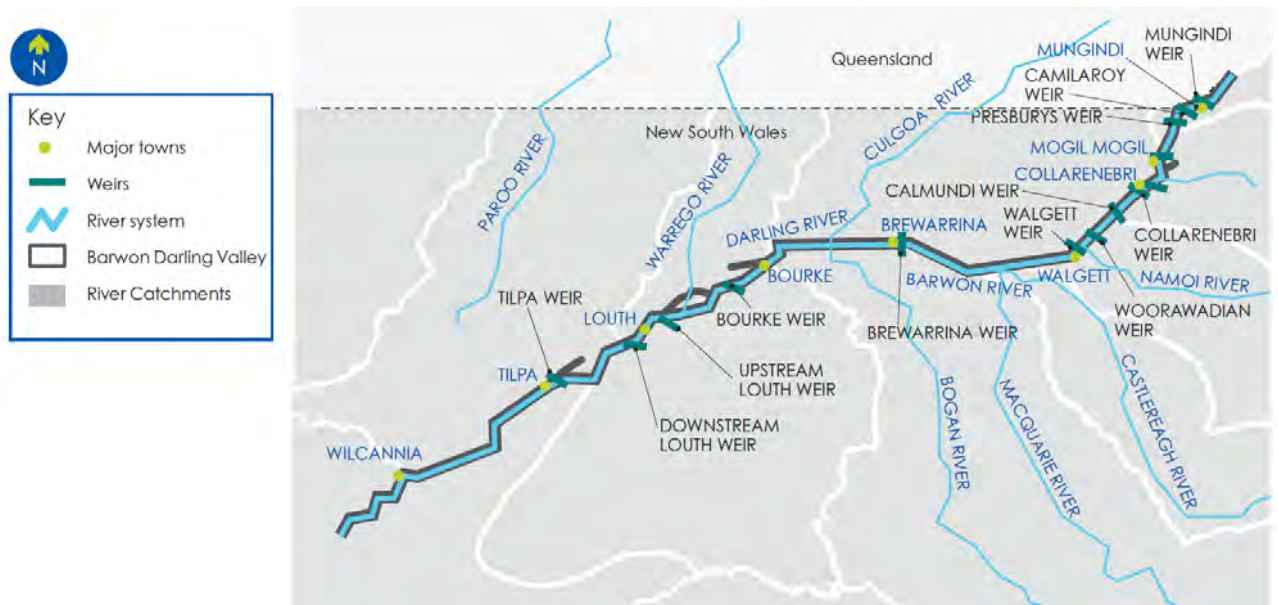 N
Key
Major towns
Weirs
River system
Barwon Darling Valley
River Catchments
Queensland
New South Wales
MUNGINDI
WEIR
MUNGINDI
CAMILAROY
WEIR
PRESBURYS WEIR
MOGIL MOGIL
COLLARENEBRI
CALMUNDI WEIR
WALGETT
WEIR
COLLARENEBRI
WEIR
NAMOI RIVER
WALGETT
WOORAWADIAN
WEIR
CULGOA RIVER
PAROO RIVER
WARREGO RIVER
DARLING RIVER
BREWARRINA
BARWON RIVER
BREWARRINA WEIR
BOURKE
BOURKE WEIR
TILPA WEIR
LOUTH
UPSTREAM
LOUTH WEIR
DOWNSTREAM
LOUTH WEIR
TILPA
WILCANNIA
BOGAN RIVER
MACQUARIE RIVER
CASTLEREAGH RIVER